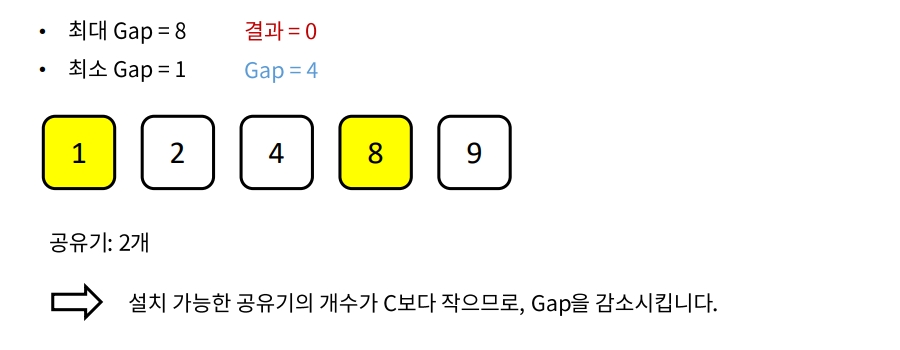 • 최대 Gap = 8 결과 = 0
• 최소 Gap = 1 Gap = 4
1 2 4 8 9
공유기: 2개
설치 가능한 공유기의 개수가 C보다 작으므로, Gap을 감소시킵니다.